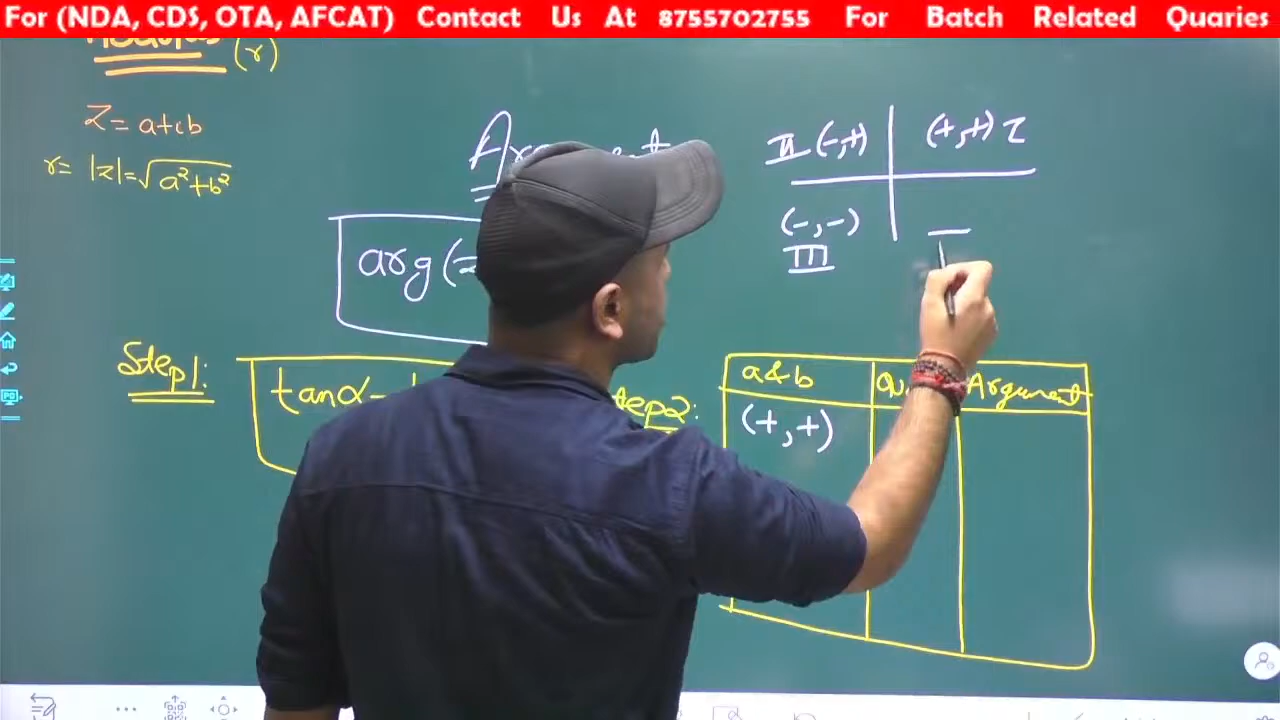 For (NDA, CDS, OTA, AFCAT) Contact Us At 8755702755 For Batch Related Quaries
Modulus (r)
Z = a+ib
r= |z|=√a²+b²
II (-,+)
(+,+) I
(-,-)
III
arg(z
Step1:
tanα
step2:
a&b
Argument
(+,+)